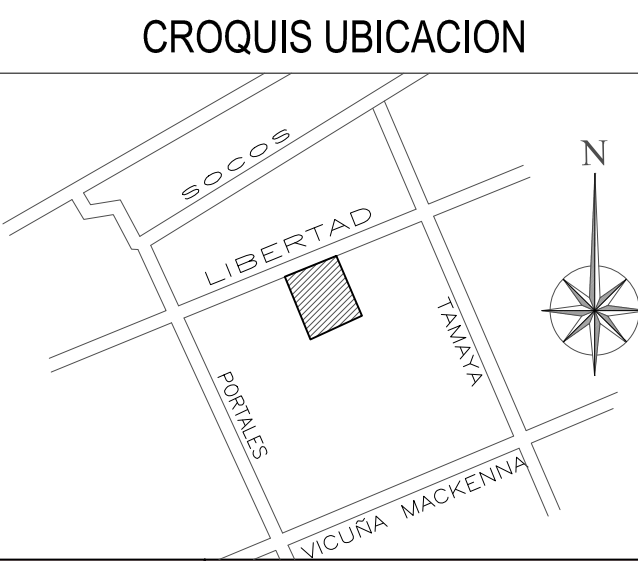 CROQUIS UBICACION
SOCOS
N
LIBERTAD
TAMAYA
PORTALES
VICUÑA MACKENNA